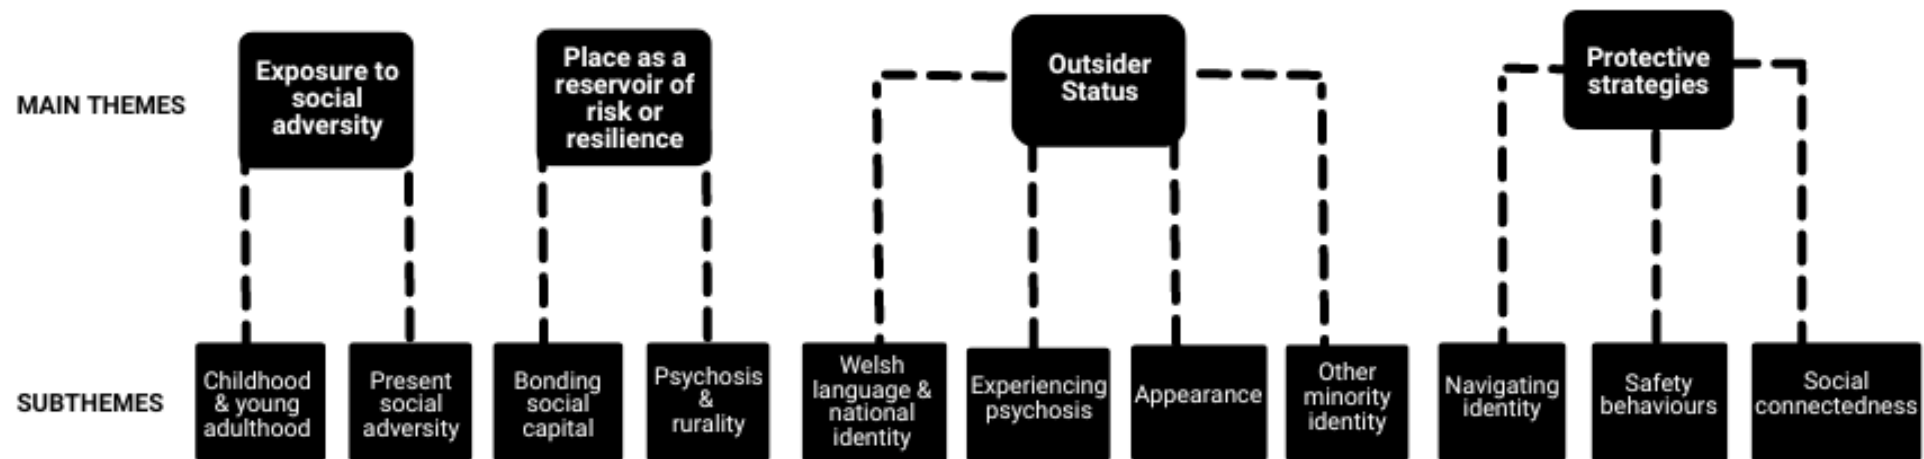 MAIN THEMES
Exposure to
social
adversity
Place as a
reservoir of
risk or
resilience
Outsider
Status
Protective
strategies
SUBTHEMES
Childhood
& young
adulthood
Present
social
adversity
Bonding
social
capital
Psychosis
&
rurality
Welsh
language &
national
identity
Experiencing
psychosis
Appearance
Other
minority
identity
Navigating
identity
Safety
behaviours
Social
connectedness